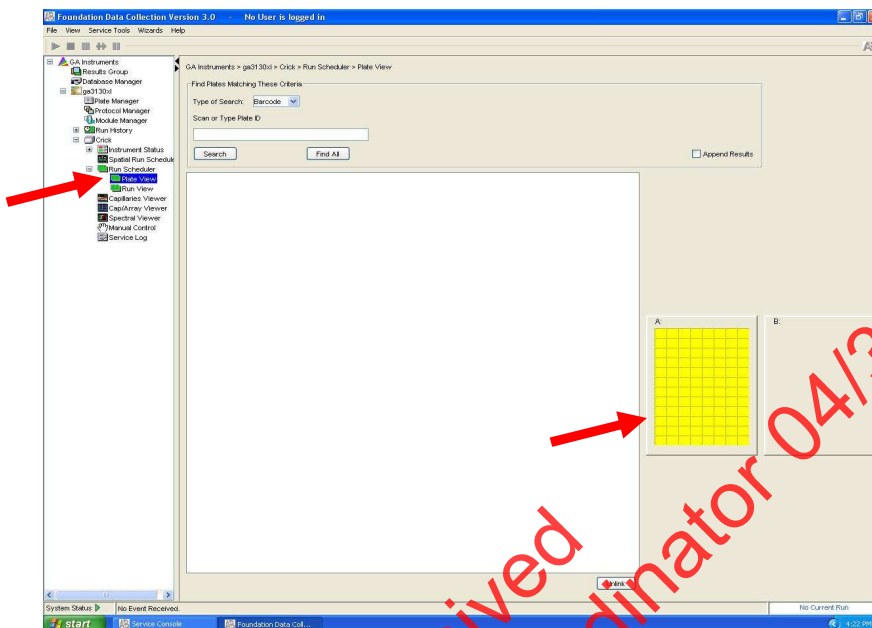 Foundation Data Collection Version 3.0 - No User is logged in
File View Service Tools Wizards Help
GA Instruments
Results Group
Database Manager
ga3130xl
Plate Manager
Protocol Manager
Module Manager
Run History
Crick
Instrument Status
Spatial Run Schedule
Run Scheduler
Plate View
Run View
Capillaries Viewer
Cap/Array Viewer
Spectral Viewer
Manual Control
Service Log
GA Instruments > ga3130xl > Crick > Run Scheduler > Plate View
Find Plates Matching These Criteria
Type of Search: Barcode
Scan or Type Plate ID
Search Find All Append Results
A: B:
Unlink
System Status No Event Received. No Current Run
start Service Console Foundation Data Coll... 4:22 PM